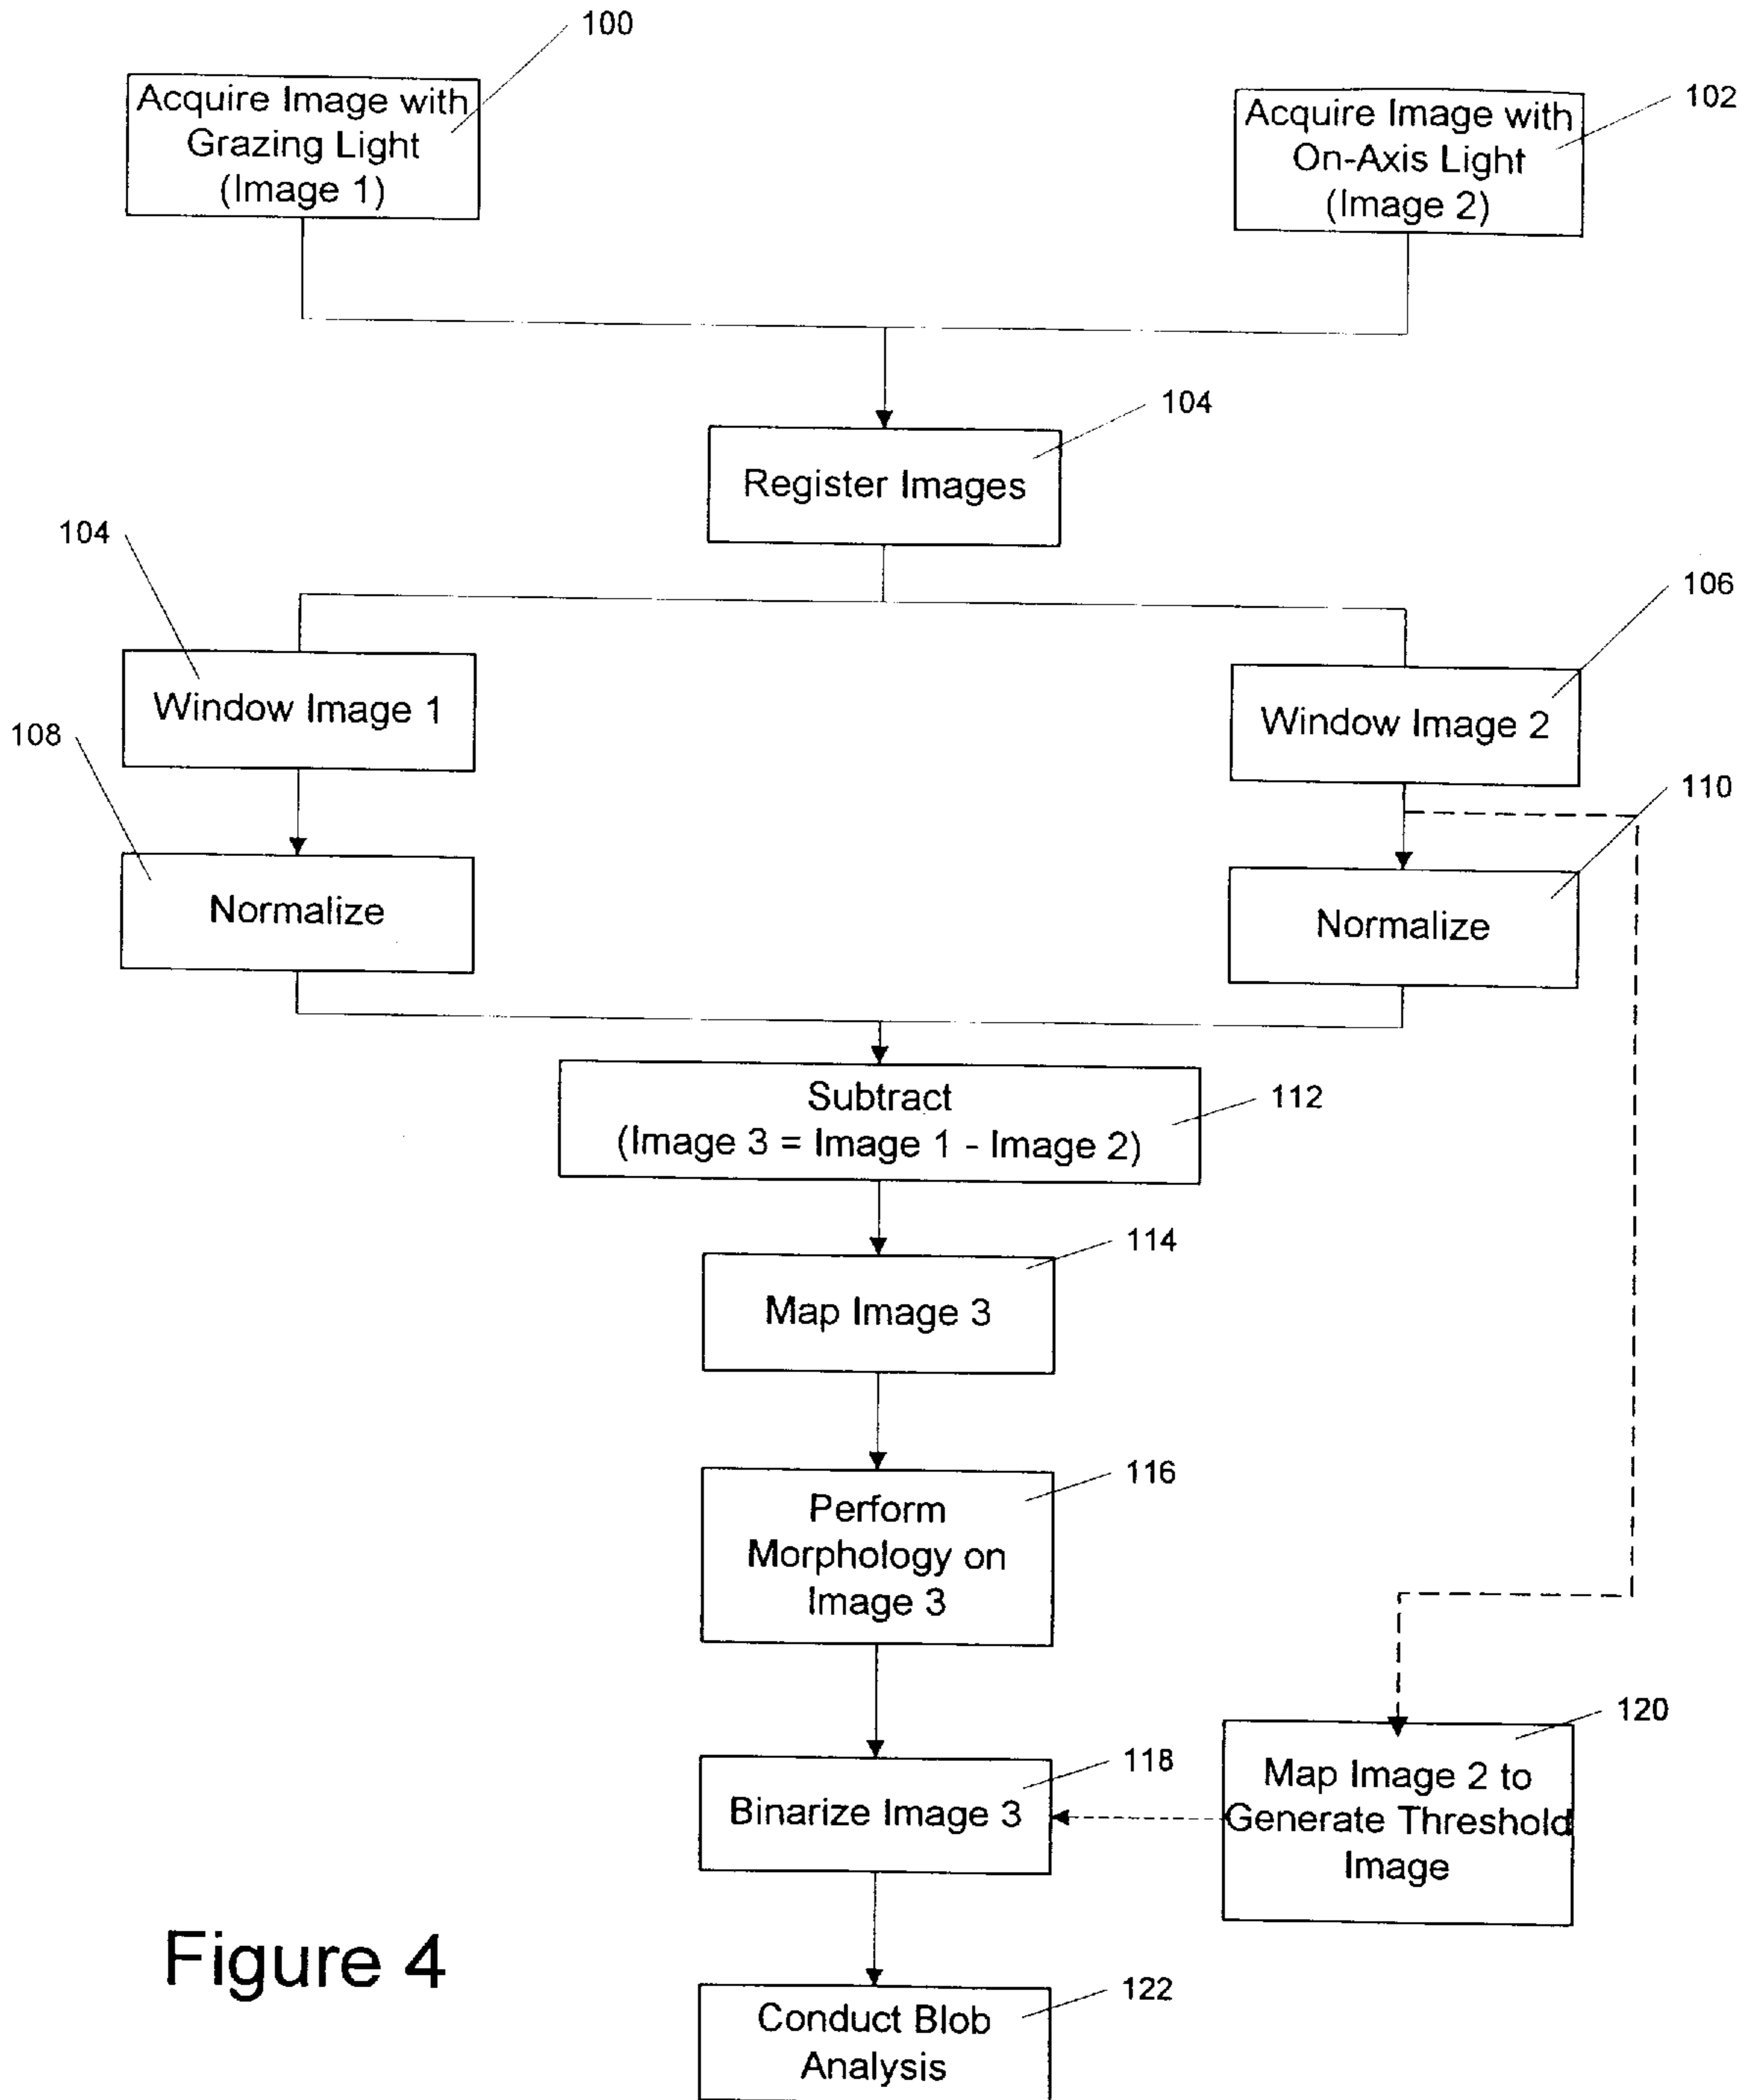 100
Acquire Image with
Grazing Light
(Image 1)
102
Acquire Image with
On-Axis Light
(Image 2)
104
Register Images
104
Window Image 1
106
Window Image 2
108
Normalize
110
Normalize
Subtract
(Image 3 = Image 1 - Image 2)
112
114
Map Image 3
116
Perform
Morphology on
Image 3
118
Binarize Image 3
120
Map Image 2 to
Generate Threshold
Image
122
Conduct Blob
Analysis
Figure 4